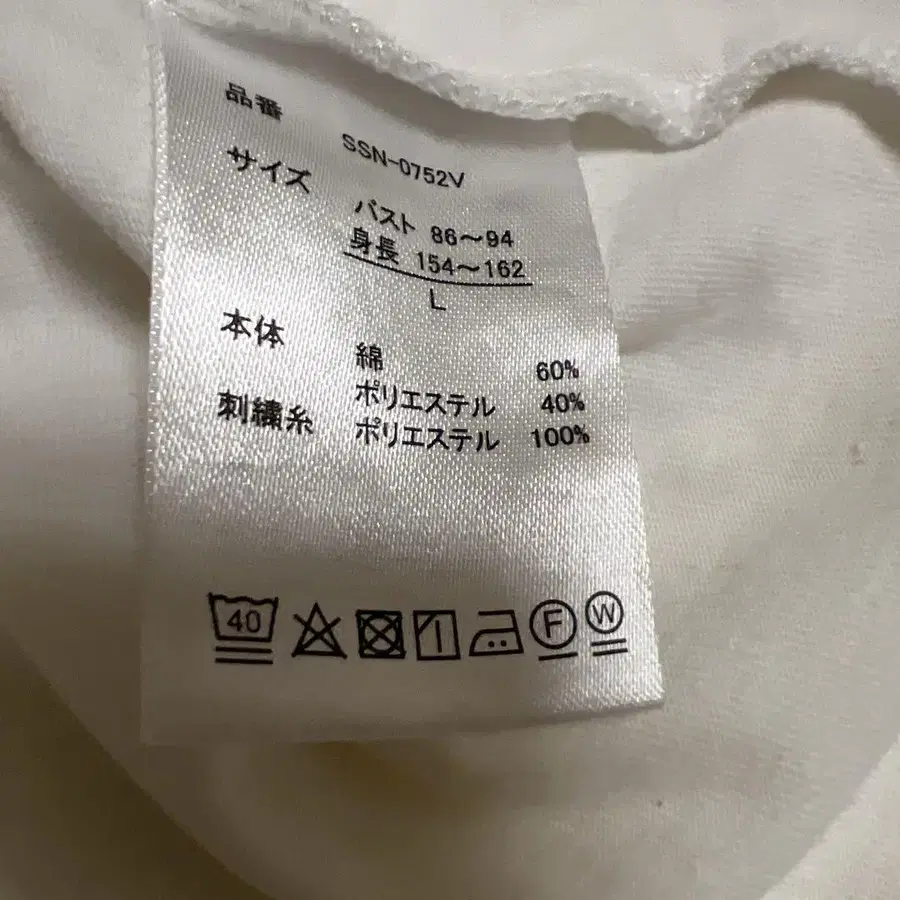 品番 SSN-0752V
サイズ
バスト 86～94
身長 154～162
L
本体 綿 60%
ポリエステル 40%
刺繍糸 ポリエステル 100%
40 F W